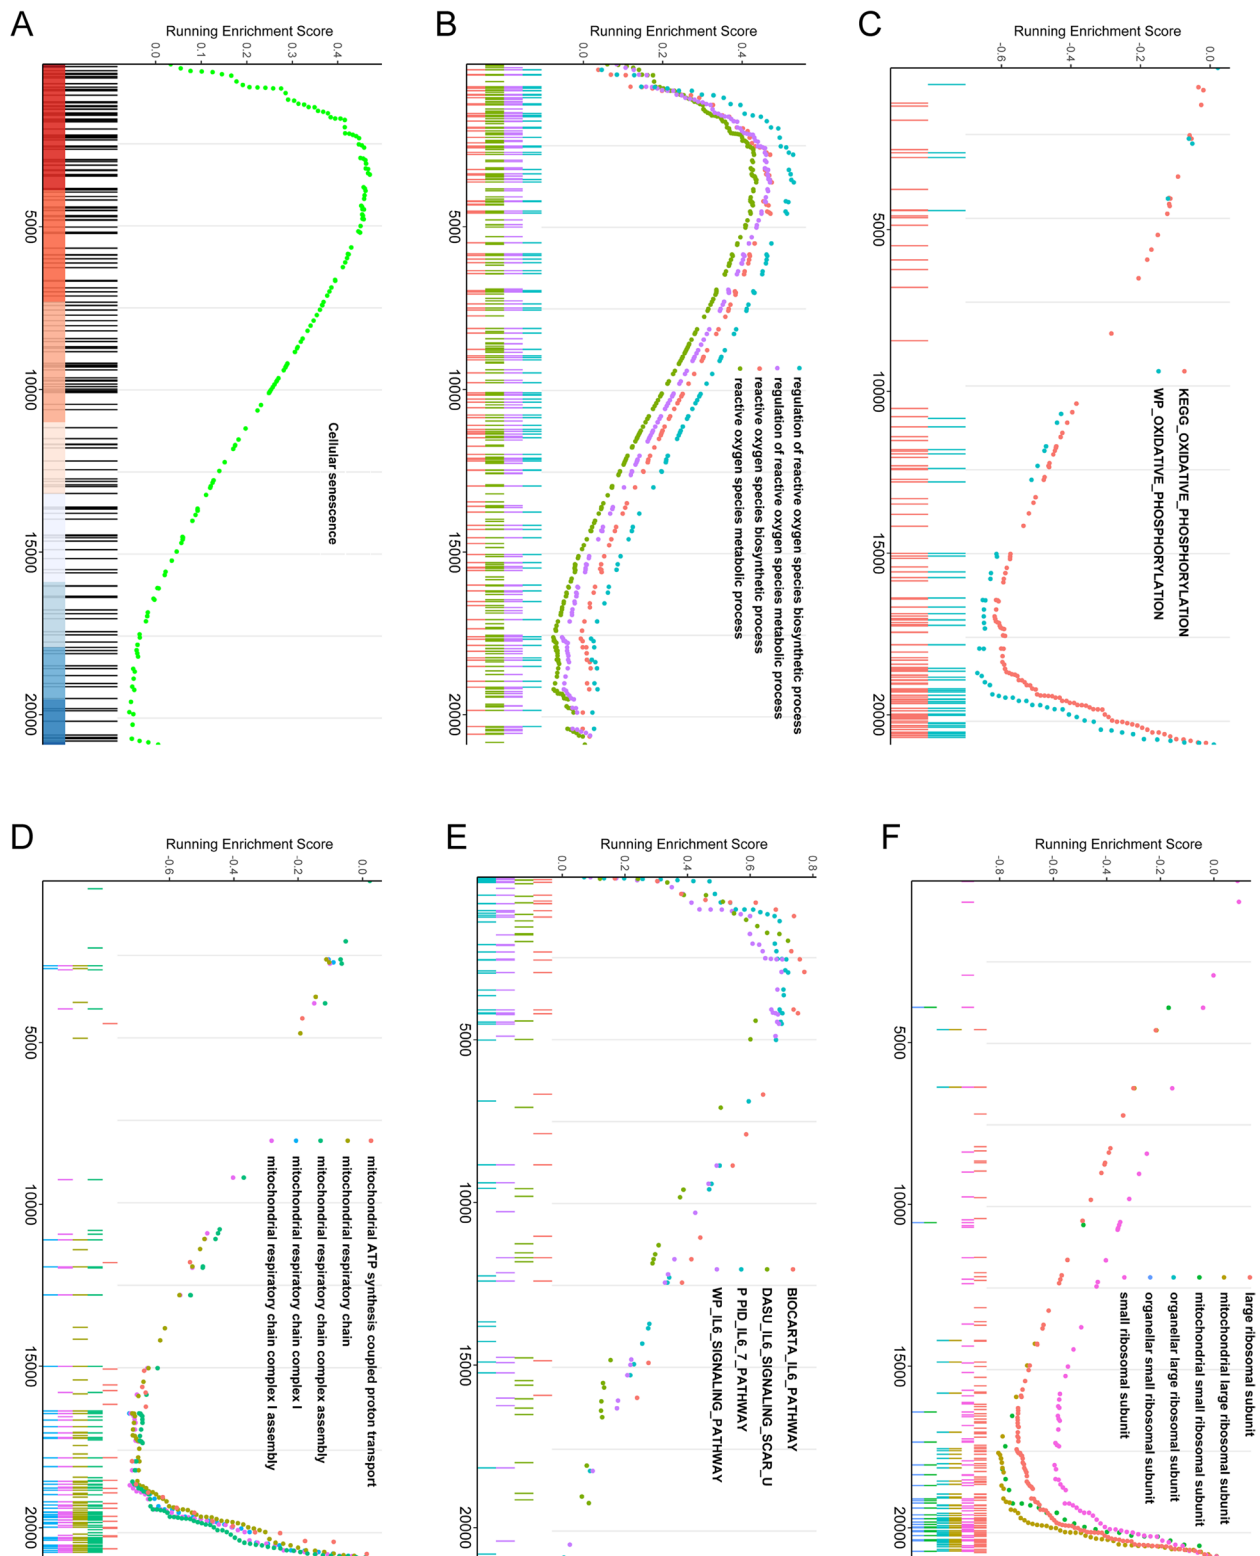 A
Running Enrichment Score
0.0
0.1
0.2
0.3
0.4
5000
10000
15000
20000
Cellular senescence
B
Running Enrichment Score
0.0
0.2
0.4
5000
10000
15000
20000
regulation of reactive oxygen species biosynthetic process
regulation of reactive oxygen species metabolic process
reactive oxygen species biosynthetic process
reactive oxygen species metabolic process
C
Running Enrichment Score
-0.6
-0.4
-0.2
0.0
5000
10000
15000
20000
KEGG_OXIDATIVE_PHOSPHORYLATION
WP_OXIDATIVE_PHOSPHORYLATION
D
Running Enrichment Score
-0.6
-0.4
-0.2
0.0
5000
10000
15000
20000
mitochondrial ATP synthesis coupled proton transport
mitochondrial respiratory chain
mitochondrial respiratory chain complex assembly
mitochondrial respiratory chain complex I
mitochondrial respiratory chain complex I assembly
E
Running Enrichment Score
0.0
0.2
0.4
0.6
0.8
5000
10000
15000
20000
BIOCARTA_IL6_PATHWAY
DASU_IL6_SIGNALING_SCAR_U
P PID_IL6_7_PATHWAY
WP_IL6_SIGNALING_PATHWAY
F
Running Enrichment Score
-0.8
-0.6
-0.4
-0.2
0.0
5000
10000
15000
20000
large ribosomal subunit
mitochondrial large ribosomal subunit
mitochondrial small ribosomal subunit
organellar large ribosomal subunit
organellar small ribosomal subunit
small ribosomal subunit